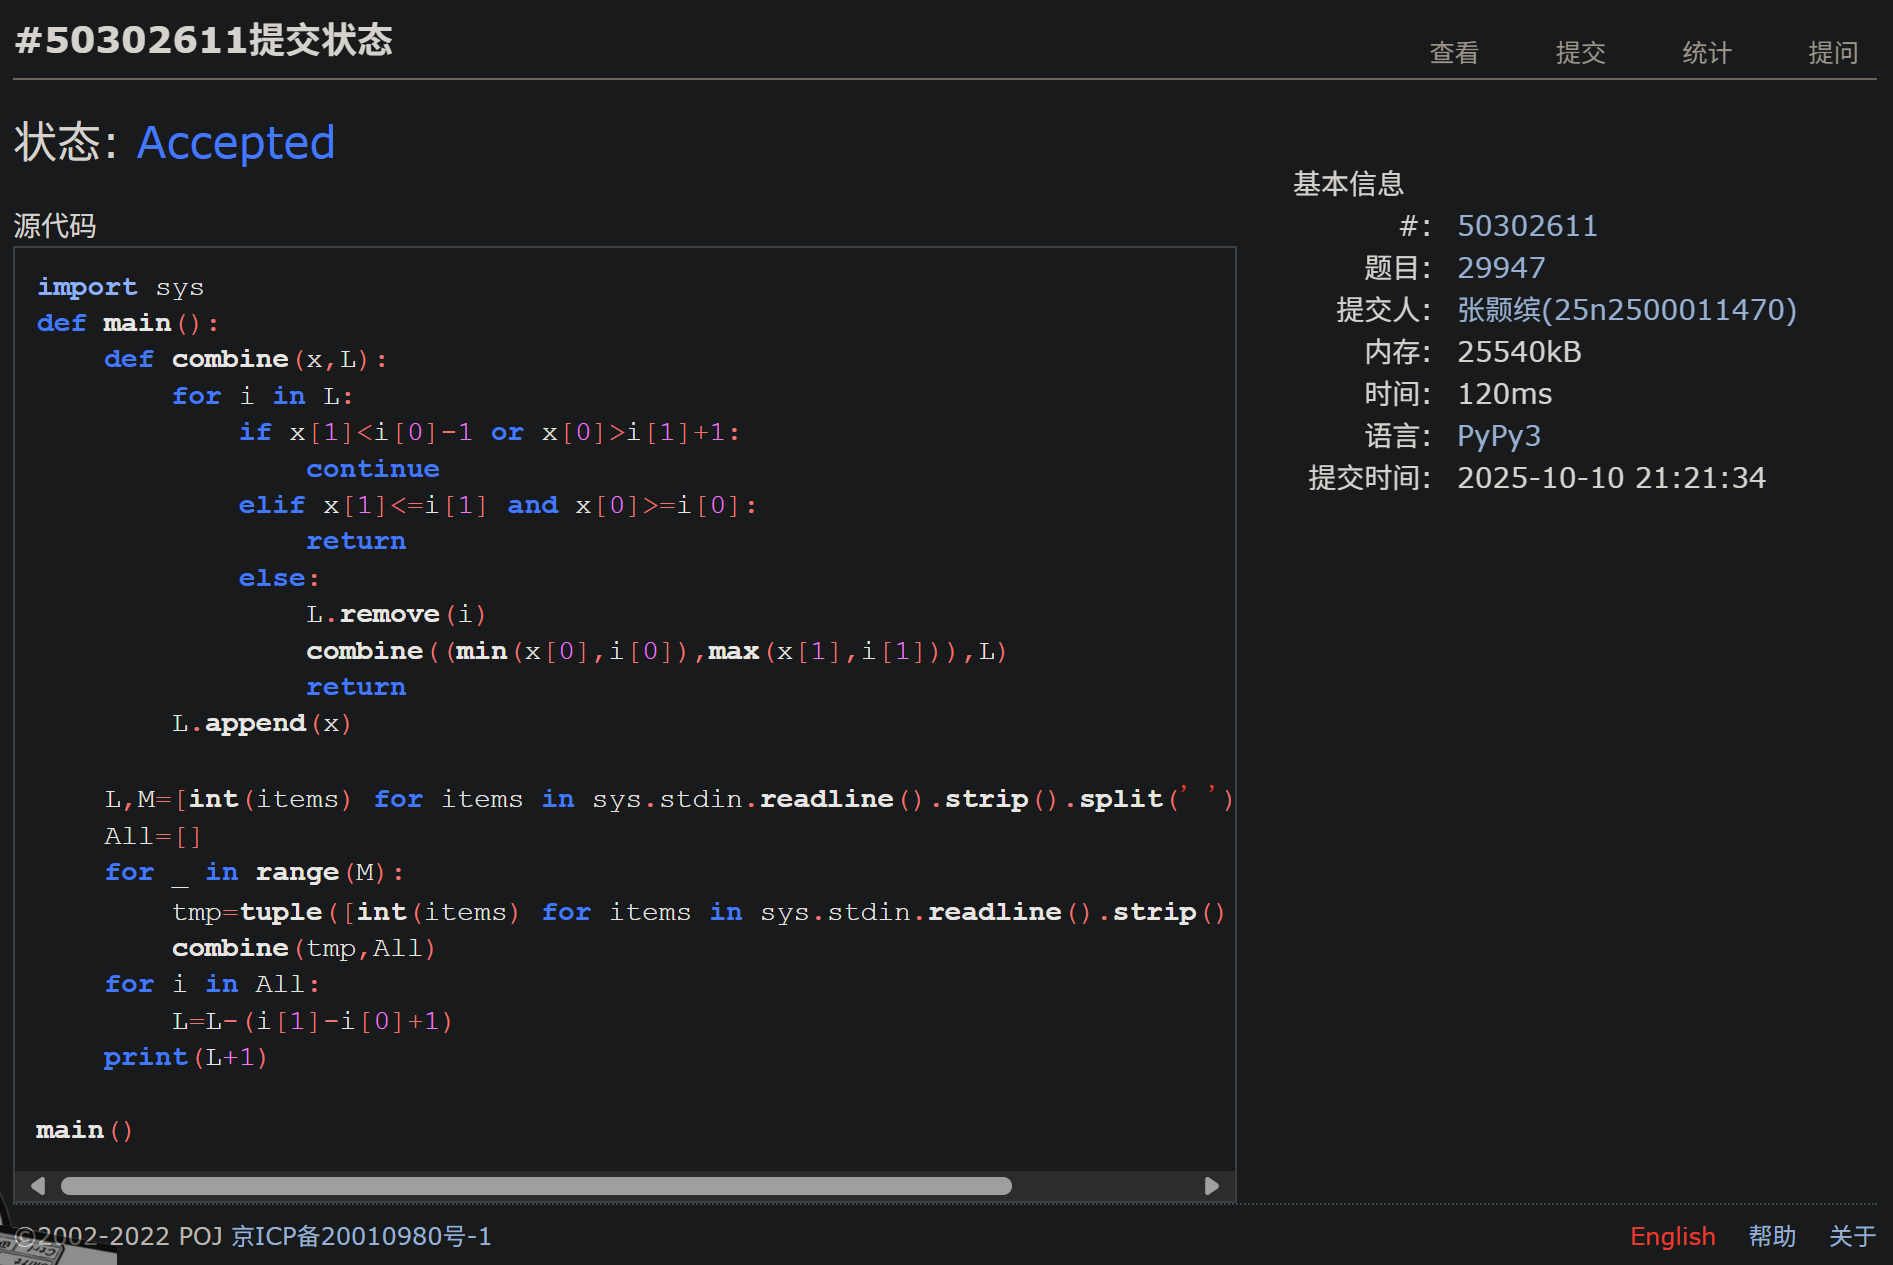 #50302611提交状态
查看 提交 统计 提问
状态: Accepted
源代码
import sys
def main():
    def combine(x,L):
        for i in L:
            if x[1]<i[0]-1 or x[0]>i[1]+1:
                continue
            elif x[1]<=i[1] and x[0]>=i[0]:
                return
            else:
                L.remove(i)
                combine((min(x[0],i[0]),max(x[1],i[1])),L)
                return
        L.append(x)
    L,M=[int(items) for items in sys.stdin.readline().strip().split(' ')
    All=[]
    for _ in range(M):
        tmp=tuple([int(items) for items in sys.stdin.readline().strip()
        combine(tmp,All)
    for i in All:
        L=L-(i[1]-i[0]+1)
    print(L+1)
main()
基本信息
#: 50302611
题目: 29947
提交人: 张颢缤(25n2500011470)
内存: 25540kB
时间: 120ms
语言: PyPy3
提交时间: 2025-10-10 21:21:34
©2002-2022 POJ 京ICP备20010980号-1
English 帮助 关于